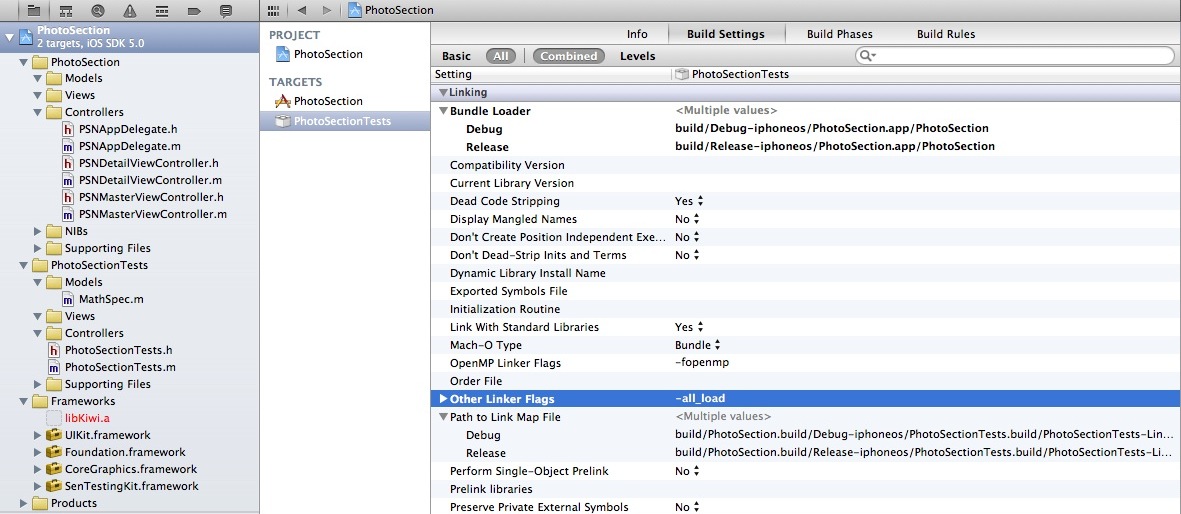 PhotoSection
PhotoSection
2 targets, iOS SDK 5.0
PhotoSection
Models
Views
Controllers
h PSNAppDelegate.h
m PSNAppDelegate.m
h PSNDetailViewController.h
m PSNDetailViewController.m
h PSNMasterViewController.h
m PSNMasterViewController.m
NIBs
Supporting Files
PhotoSectionTests
Models
m MathSpec.m
Views
Controllers
h PhotoSectionTests.h
m PhotoSectionTests.m
Supporting Files
Frameworks
libKiwi.a
UIKit.framework
Foundation.framework
CoreGraphics.framework
SenTestingKit.framework
Products
PROJECT
PhotoSection
TARGETS
PhotoSection
PhotoSectionTests
Info Build Settings Build Phases Build Rules
Basic All Combined Levels
Setting PhotoSectionTests
Linking
Bundle Loader <Multiple values>
Debug build/Debug-iphoneos/PhotoSection.app/PhotoSection
Release build/Release-iphoneos/PhotoSection.app/PhotoSection
Compatibility Version
Current Library Version
Dead Code Stripping Yes
Display Mangled Names No
Don't Create Position Independent Exe... No
Don't Dead-Strip Inits and Terms No
Dynamic Library Install Name
Exported Symbols File
Initialization Routine
Link With Standard Libraries Yes
Mach-O Type Bundle
OpenMP Linker Flags -fopenmp
Order File
Other Linker Flags -all_load
Path to Link Map File <Multiple values>
Debug build/PhotoSection.build/Debug-iphoneos/PhotoSectionTests.build/PhotoSectionTests-Lin...
Release build/PhotoSection.build/Release-iphoneos/PhotoSectionTests.build/PhotoSectionTests-Li...
Perform Single-Object Prelink No
Prelink libraries
Preserve Private External Symbols No